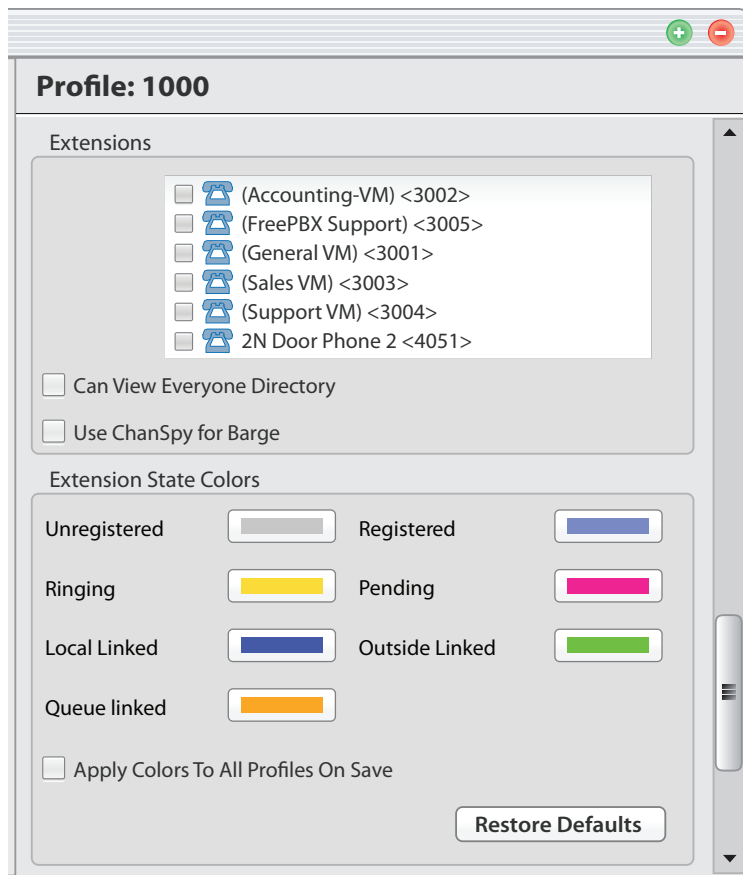 Profile: 1000
Extensions
(Accounting-VM) <3002>
(FreePBX Support) <3005>
(General VM) <3001>
(Sales VM) <3003>
(Support VM) <3004>
2N Door Phone 2 <4051>
Can View Everyone Directory
Use ChanSpy for Barge
Extension State Colors
Unregistered Registered
Ringing Pending
Local Linked Outside Linked
Queue linked
Apply Colors To All Profiles On Save
Restore Defaults